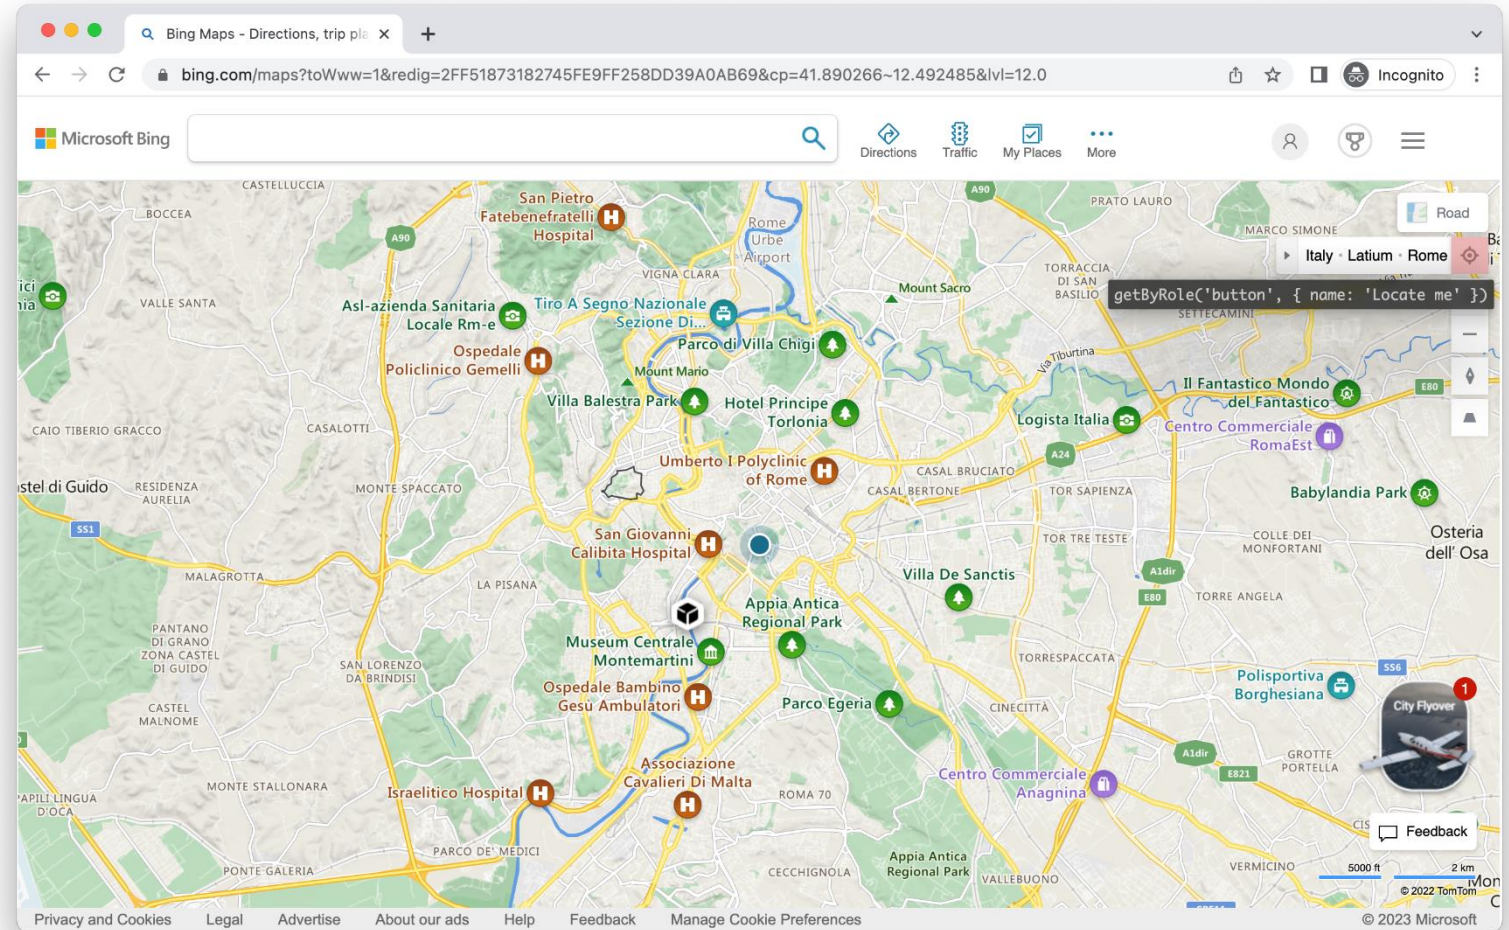 Bing Maps - Directions, trip pla
bing.com/maps?toWww=1&redig=2FF51873182745FE9FF258DD39A0AB69&cp=41.890266~12.492485&lvl=12.0
Incognito
Microsoft Bing
Directions
Traffic
My Places
More
CASTELLUCCIA
BOCCEA
San Pietro
Fatebenefratelli
Hospital
A90
A90
Rome
Urbe
Airport
PRATO LAURO
Road
MARCO SIMONE
Italy · Latium · Rome
getByRole('button', { name: 'Locate me' })
VIGNA CLARA
TORRACCIA
DI SAN
BASILIO
SETTECAMINI
VALLE SANTA
Asl-azienda Sanitaria
Locale Rm-e
Tiro A Segno Nazionale
Sezione Di...
Mount Sacro
Parco di Villa Chigi
Ospedale
Policlinico Gemelli
Mount Mario
Via Tiburtina
Villa Balestra Park
Hotel Principe
Torlonia
Il Fantastico Mondo
del Fantastico
E80
Logista Italia
Centro Commerciale
RomaEst
CAIO TIBERIO GRACCO
CASALOTTI
A24
Umberto I Polyclinic
of Rome
CASAL BRUCIATO
CASAL BERTONE
TOR SAPIENZA
stel di Guido
RESIDENZA
AURELIA
MONTE SPACCATO
Babylandia Park
SS1
San Giovanni
Calibita Hospital
TOR TRE TESTE
COLLE DEI
MONFORTANI
Osteria
dell' Osa
MALAGROTTA
LA PISANA
Villa De Sanctis
A1dir
E80
TORRE ANGELA
Appia Antica
Regional Park
PANTANO
DI GRANO
ZONA CASTEL
DI GUIDO
Museum Centrale
Montemartini
SAN LORENZO
DA BRINDISI
TORRESPACCATA
SS6
Polisportiva
Borghesiana
Ospedale Bambino
Gesù Ambulatori
Parco Egeria
CINECITTÀ
1
City Flyover
CASTEL
MALNOME
A1dir
GROTTE
PORTELLA
E821
Associazione
Cavalieri Di Malta
Centro Commerciale
Anagnina
MONTE STALLONARA
Israelitico Hospital
ROMA 70
PAPILI LINGUA
D'OCA
Feedback
PARCO DE' MEDICI
PONTE GALERIA
CECCHIGNOLA
Appia Antica
Regional Park
VALLEBUONO
VERMICINO
5000 ft
2 km
© 2022 TomTom
Privacy and Cookies
Legal
Advertise
About our ads
Help
Feedback
Manage Cookie Preferences
© 2023 Microsoft